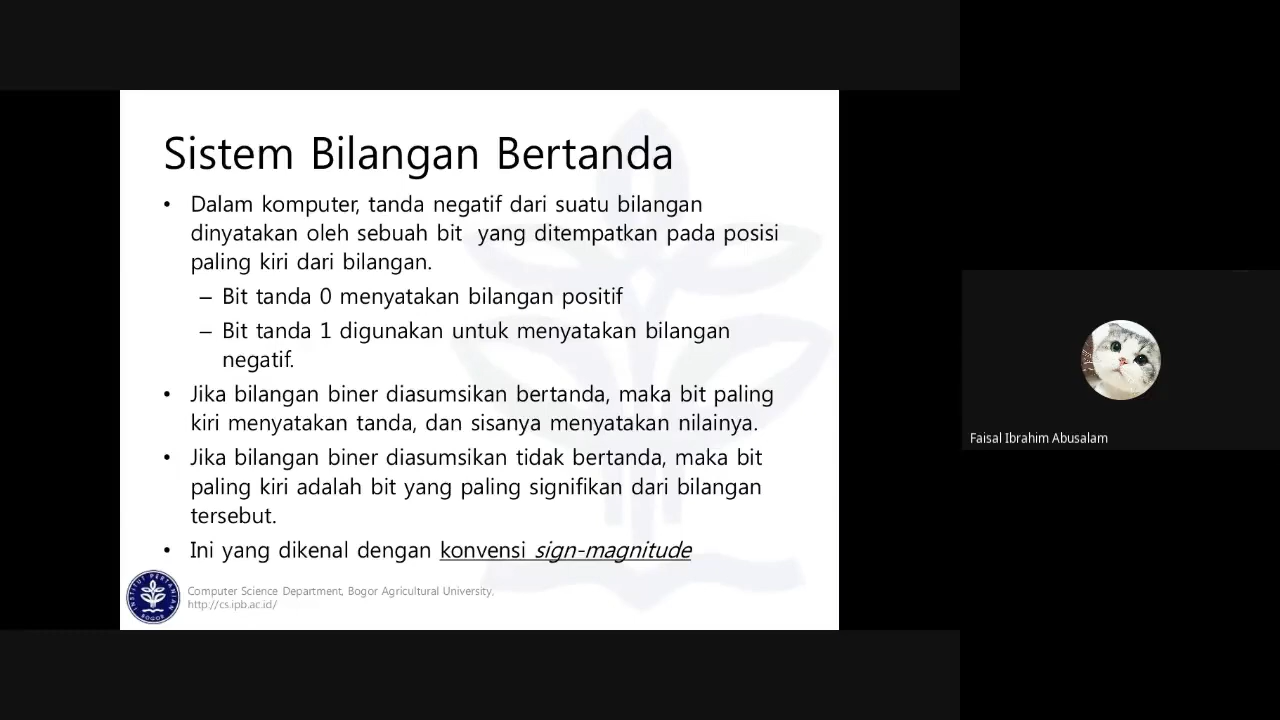 Sistem Bilangan Bertanda
• Dalam komputer, tanda negatif dari suatu bilangan
dinyatakan oleh sebuah bit yang ditempatkan pada posisi
paling kiri dari bilangan.
– Bit tanda 0 menyatakan bilangan positif
– Bit tanda 1 digunakan untuk menyatakan bilangan
negatif.
• Jika bilangan biner diasumsikan bertanda, maka bit paling
kiri menyatakan tanda, dan sisanya menyatakan nilainya.
• Jika bilangan biner diasumsikan tidak bertanda, maka bit
paling kiri adalah bit yang paling signifikan dari bilangan
tersebut.
• Ini yang dikenal dengan konvensi sign-magnitude
INSTITUT PERTANIAN
BOGOR
Computer Science Department, Bogor Agricultural University,
http://cs.ipb.ac.id/
Faisal Ibrahim Abusalam